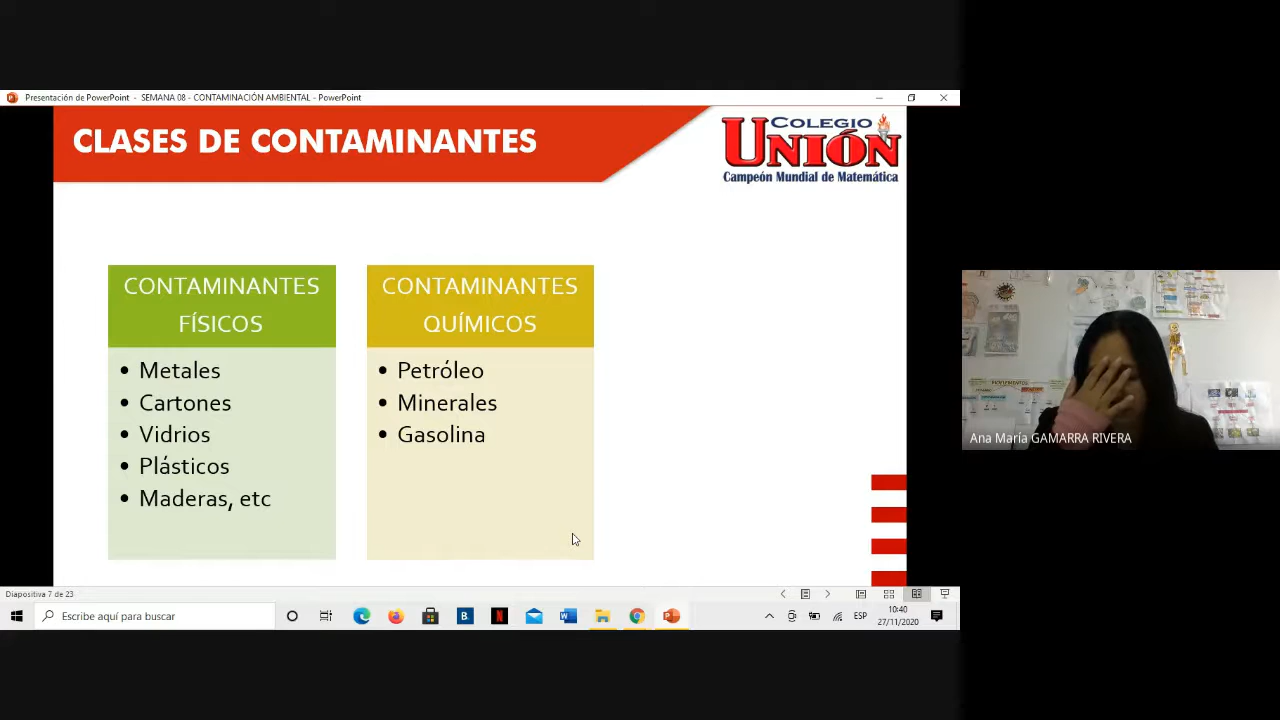 Presentación de PowerPoint - SEMANA 08 - CONTAMINACIÓN AMBIENTAL - PowerPoint
CLASES DE CONTAMINANTES
COLEGIO
UNIÓN
Campeón Mundial de Matemática
CONTAMINANTES
FÍSICOS
• Metales
• Cartones
• Vidrios
• Plásticos
• Maderas, etc
CONTAMINANTES
QUÍMICOS
• Petróleo
• Minerales
• Gasolina
Ana María GAMARRA RIVERA
Diapositiva 7 de 23
Escribe aquí para buscar
B.
N
W
ESP
10:40
27/11/2020